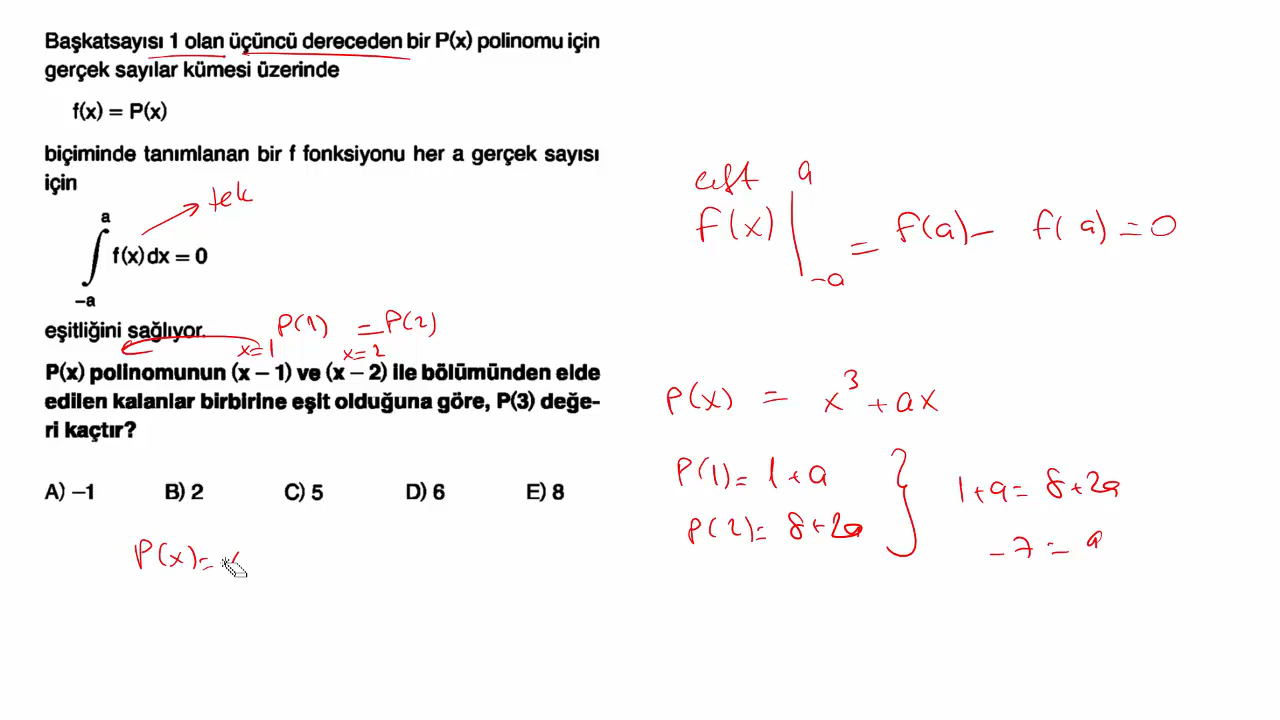 Başkatsayısı 1 olan üçüncü dereceden bir P(x) polinomu için
gerçek sayılar kümesi üzerinde
f(x) = P(x)
biçiminde tanımlanan bir f fonksiyonu her a gerçek sayısı
için
tek
a
∫ f(x) dx = 0
–a
eşitliğini sağlıyor.
P(1) = P(2)
x=1 x=2
P(x) polinomunun (x – 1) ve (x – 2) ile bölümünden elde
edilen kalanlar birbirine eşit olduğuna göre, P(3) değe-
ri kaçtır?
A) –1 B) 2 C) 5 D) 6 E) 8
P(x)=
çift a
f(x) | = f(a) – f(a) = 0
–a
P(x) = x³ + ax
P(1) = 1+a
P(2) = 8+2a
1+a = 8+2a
–7 = a